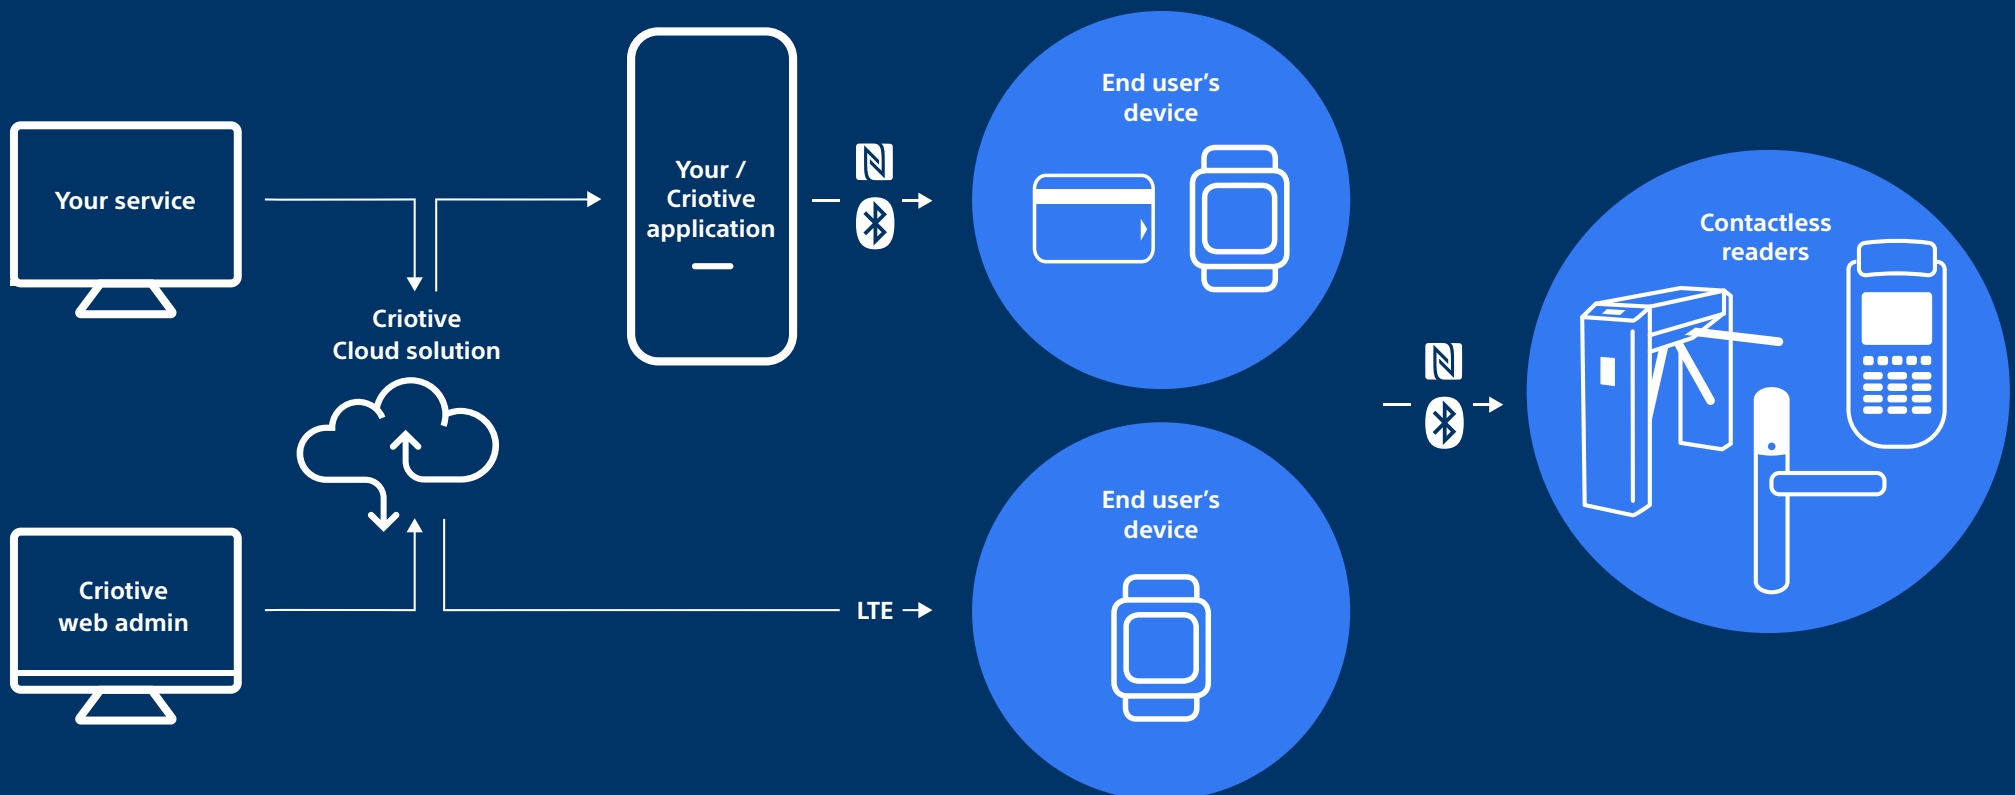 Your service
Criotive
Cloud solution
Criotive
web admin
Your /
Criotive
application
End user’s
device
LTE
End user’s
device
Contactless
readers